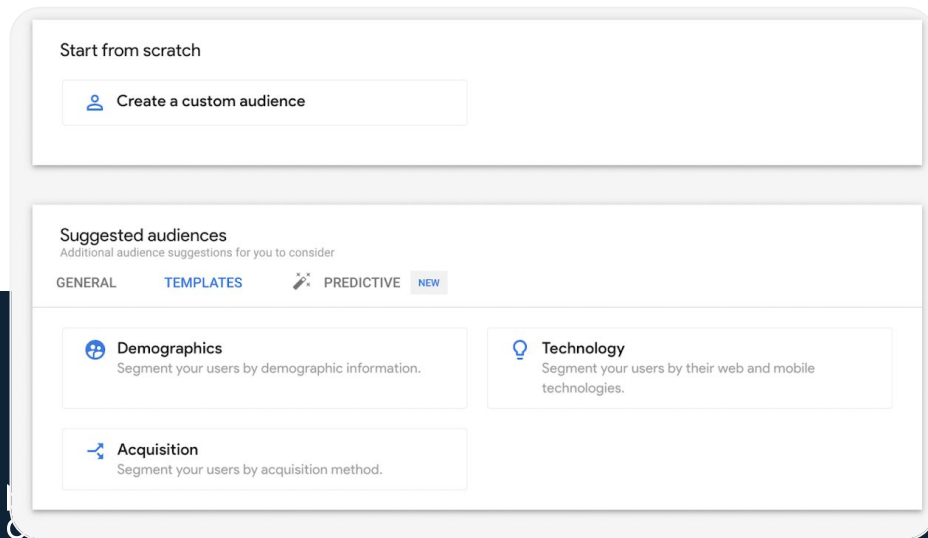 Start from scratch
Create a custom audience
Suggested audiences
Additional audience suggestions for you to consider
GENERAL TEMPLATES PREDICTIVE NEW
Demographics
Segment your users by demographic information.
Technology
Segment your users by their web and mobile
technologies.
Acquisition
Segment your users by acquisition method.